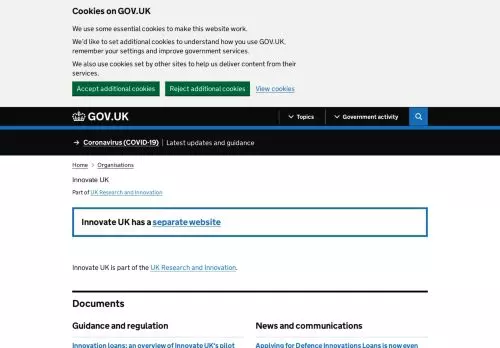 Cookies on GOV.UK
We use some essential cookies to make this website work.
We'd like to set additional cookies to understand how you use GOV.UK,
remember your settings and improve government services.
We also use cookies set by other sites to help us deliver content from their
services.
Accept additional cookies Reject additional cookies View cookies
GOV.UK Topics Government activity
→ Coronavirus (COVID-19) Latest updates and guidance
Home > Organisations
Innovate UK
Part of UK Research and Innovation
Innovate UK has a separate website
Innovate UK is part of the UK Research and Innovation.
Documents
Guidance and regulation News and communications
Innovation loans: an overview of Innovate UK's pilot Applying for Defence Innovations Loans is now even